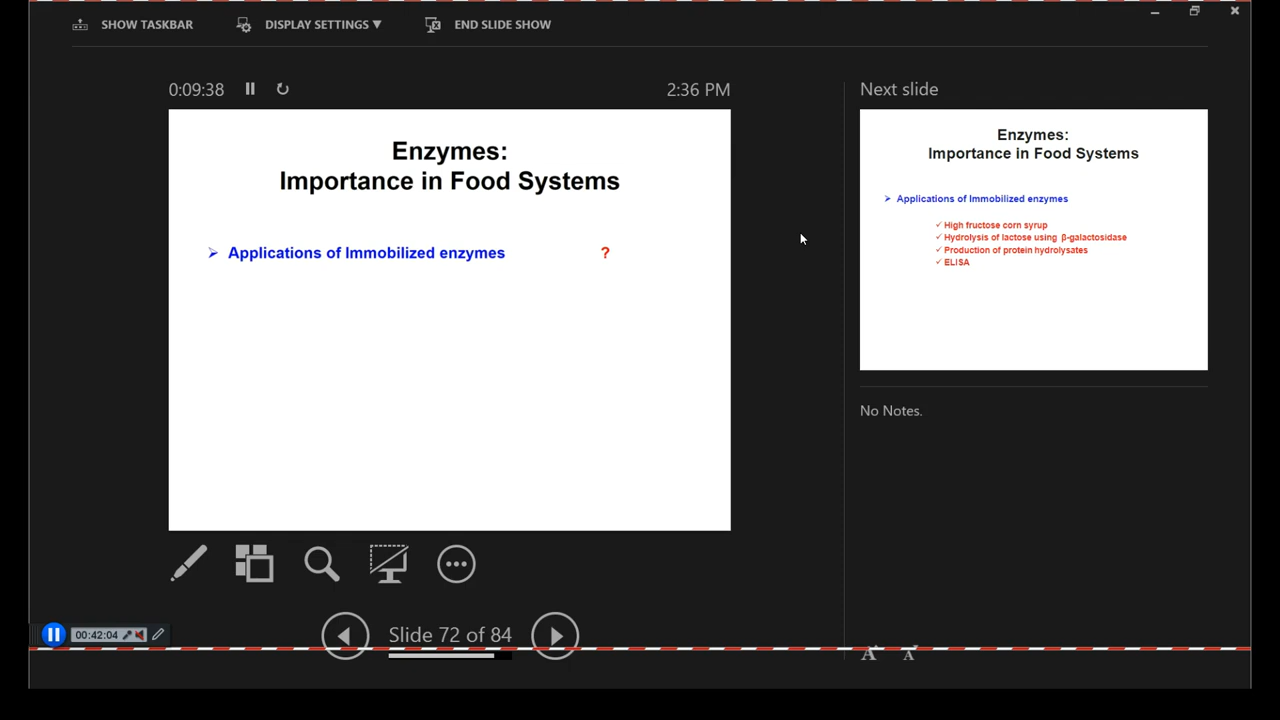 SHOW TASKBAR
DISPLAY SETTINGS ▼
END SLIDE SHOW
0:09:38
2:36 PM
Enzymes:
Importance in Food Systems
➢ Applications of Immobilized enzymes ?
Slide 72 of 84
00:42:04
Next slide
Enzymes:
Importance in Food Systems
➢ Applications of Immobilized enzymes
✓ High fructose corn syrup
✓ Hydrolysis of lactose using β-galactosidase
✓ Production of protein hydrolysates
✓ ELISA
No Notes.
A A